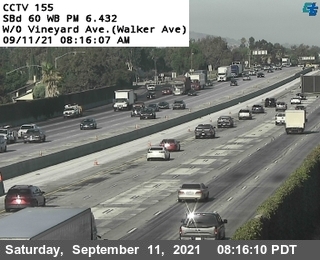 CCTV 155
SBd 60 WB PM 6.432
W/O Vineyard Ave.(Walker Ave)
09/11/21 08:16:07 AM
Saturday, September 11, 2021 08:16:10 PDT